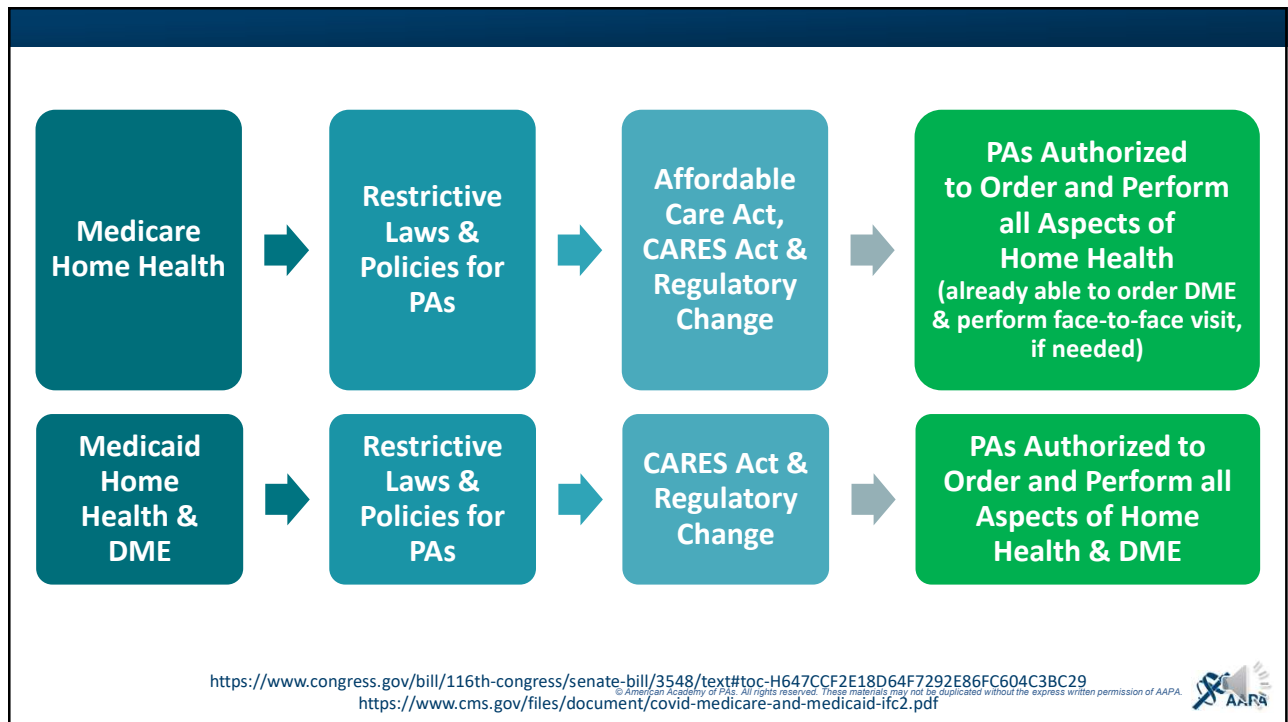 Medicare
Home Health
Restrictive
Laws &
Policies for
PAs
Affordable
Care Act,
CARES Act &
Regulatory
Change
PAs Authorized
to Order and Perform
all Aspects of
Home Health
(already able to order DME
& perform face-to-face visit,
if needed)
Medicaid
Home
Health &
DME
Restrictive
Laws &
Policies for
PAs
CARES Act &
Regulatory
Change
PAs Authorized to
Order and Perform all
Aspects of Home
Health & DME
https://www.congress.gov/bill/116th-congress/senate-bill/3548/text#toc-H647CCF2E18D64F7292E86FC604C3BC29
© American Academy of PAs. All rights reserved. These materials may not be duplicated without the express written permission of AAPA.
https://www.cms.gov/files/document/covid-medicare-and-medicaid-ifc2.pdf
AAPA